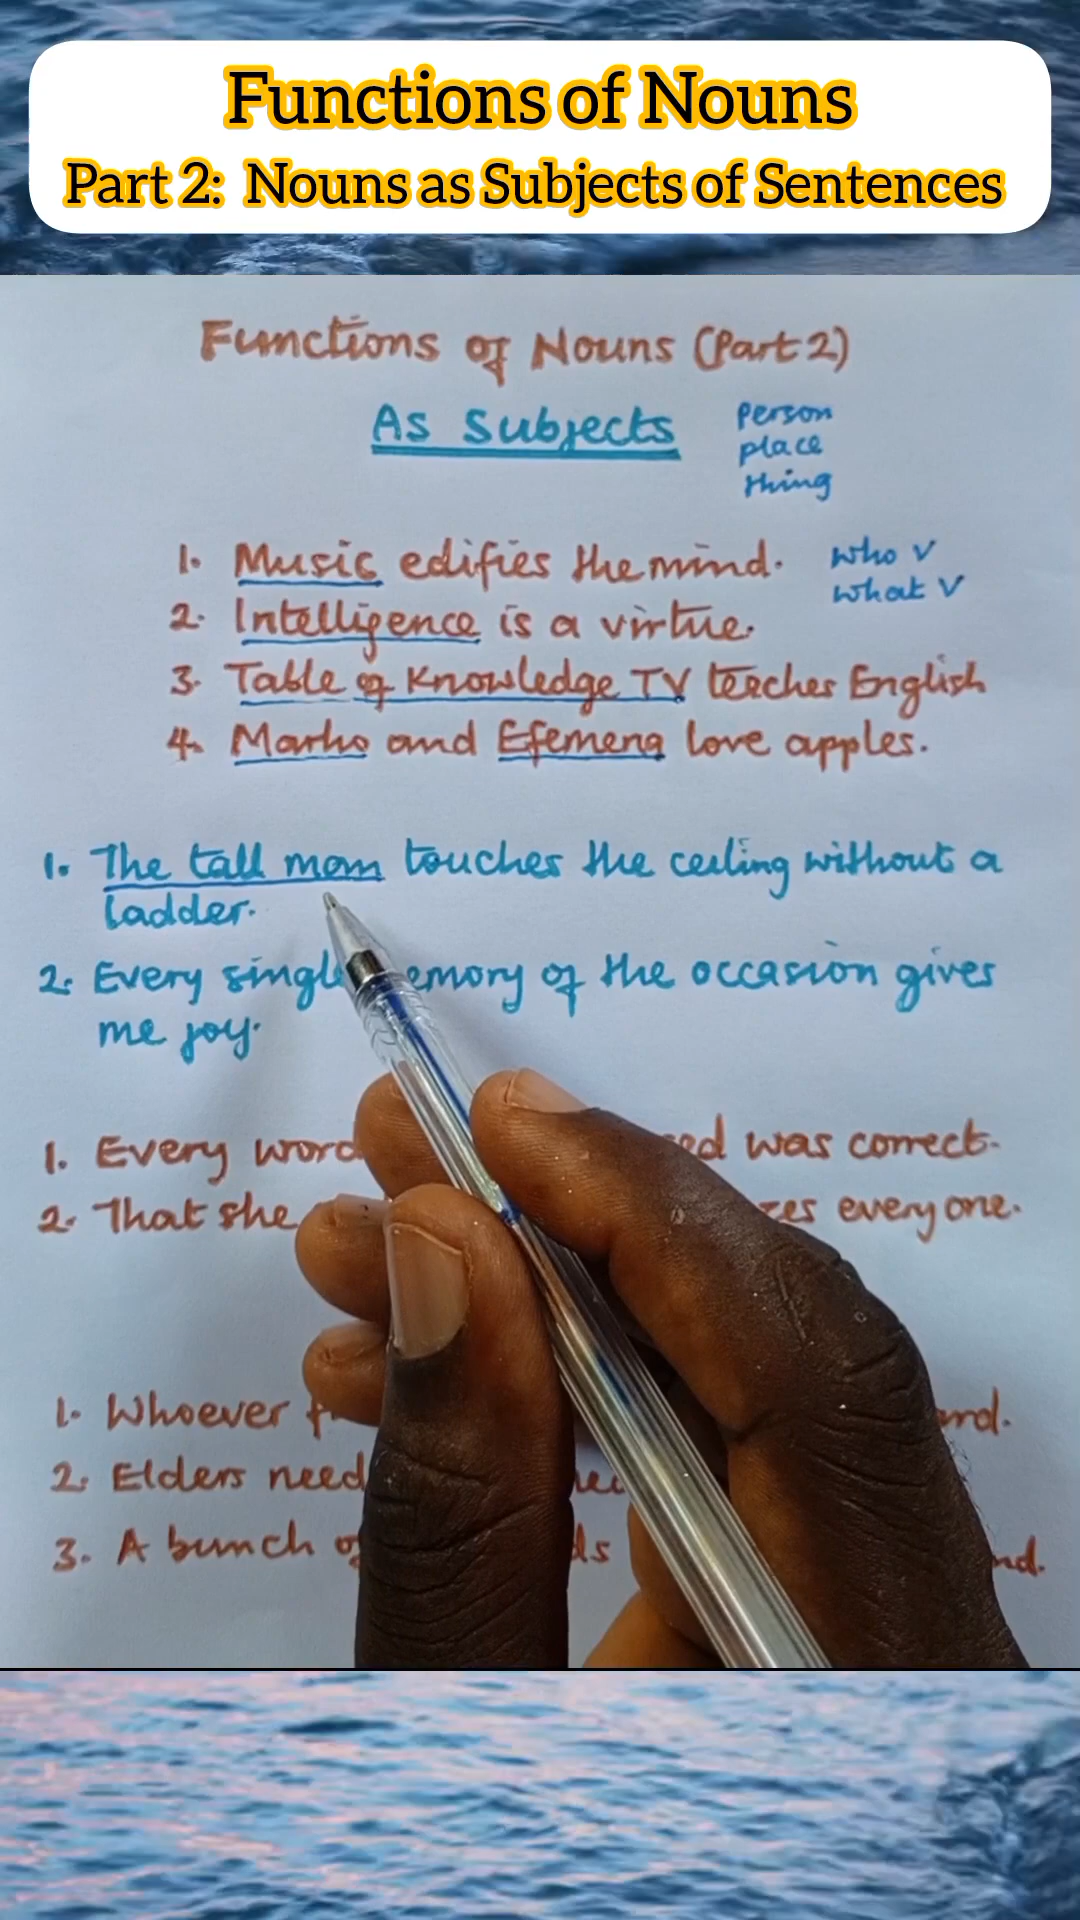 Functions of Nouns
Part 2: Nouns as Subjects of Sentences
Functions of Nouns (Part 2)
As Subjects
person
place
thing
1. Music edifies the mind.
who V
what V
2. Intelligence is a virtue.
3. Table of Knowledge TV teaches English
4. Marho and Efemena love apples.
1. The tall man touches the ceiling without a
ladder.
2. Every single emory of the occasion gives
me joy.
1. Every word was correct.
2. That she everyone.
1. Whoever
2. Elders need
3. A bunch